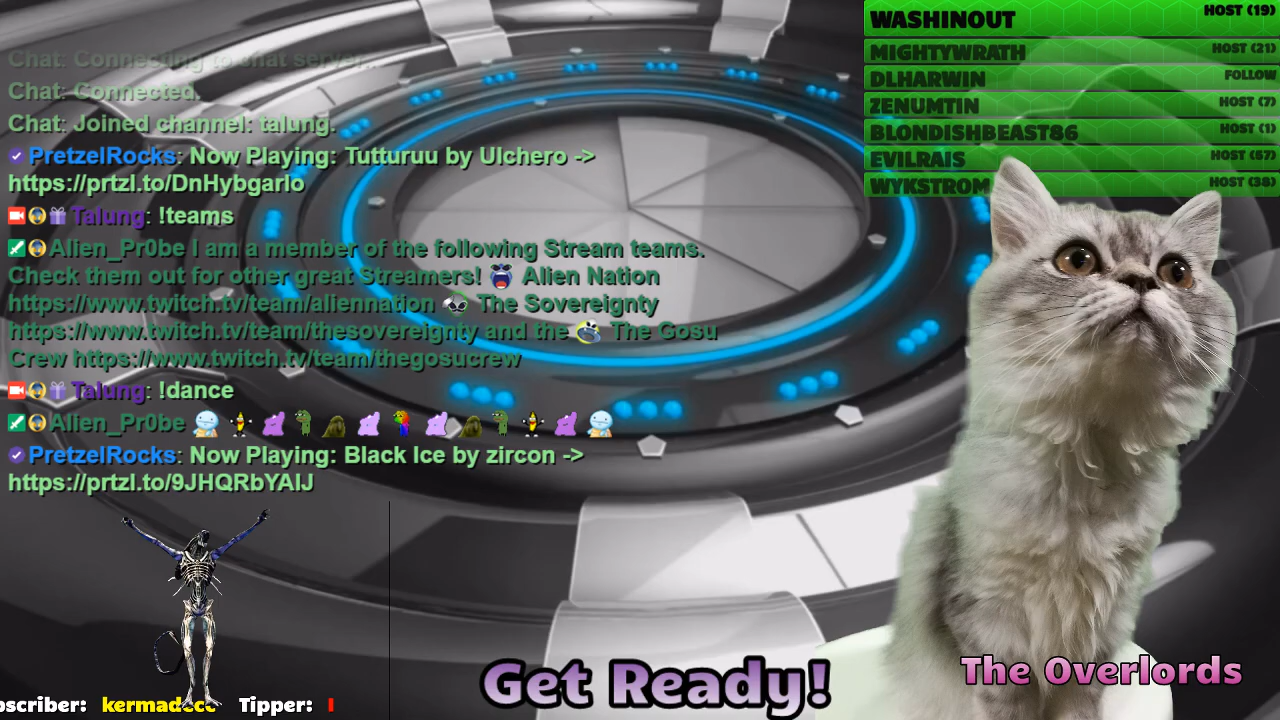 Chat: Connecting to chat server...
Chat: Connected.
Chat: Joined channel: talung.
PretzelRocks: Now Playing: Tutturuu by Ulchero ->
https://prtzl.to/DnHybgarlo
Talung: !teams
Alien_Pr0be I am a member of the following Stream teams.
Check them out for other great Streamers! Alien Nation
https://www.twitch.tv/team/aliennation The Sovereignty
https://www.twitch.tv/team/thesovereignty and the The Gosu
Crew https://www.twitch.tv/team/thegosucrew
Talung: !dance
Alien_Pr0be
PretzelRocks: Now Playing: Black Ice by zircon ->
https://prtzl.to/9JHQRbYAlJ
WASHINOUT HOST (19)
MIGHTYWRATH HOST (21)
DLHARWIN FOLLOW
ZENUMTIN HOST (7)
BLONDISHBEAST86 HOST (1)
EVILRAIS HOST (57)
WYKSTROM HOST (38)
Get Ready!
The Overlords
bscriber: Tipper: